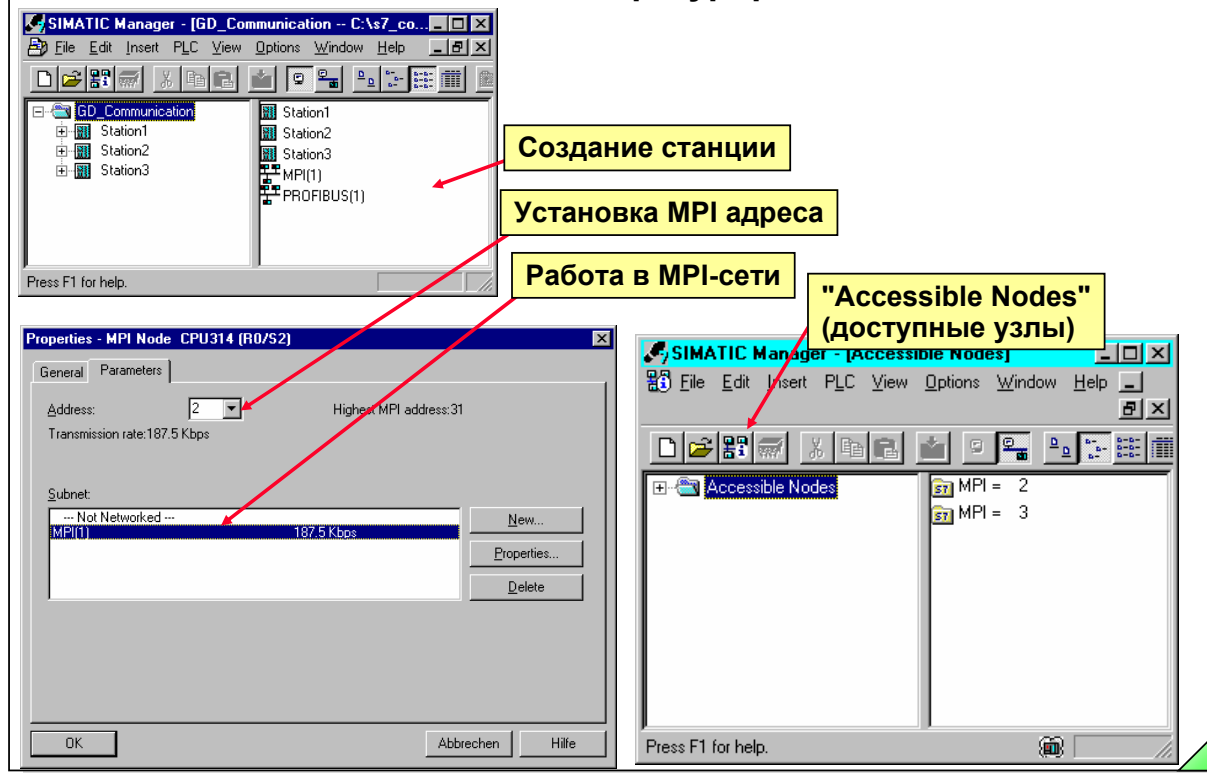 SIMATIC Manager - [GD_Communication -- C:\s7_co...
File Edit Insert PLC View Options Window Help
GD_Communication
Station1
Station2
Station3
Station1
Station2
Station3
MPI(1)
PROFIBUS(1)
Press F1 for help.
Создание станции
Установка MPI адреса
Работа в MPI-сети
"Accessible Nodes"
(доступные узлы)
Properties - MPI Node CPU314 (R0/S2)
General Parameters
Address: 2 Highest MPI address:31
Transmission rate:187.5 Kbps
Subnet:
--- Not Networked ---
MPI(1) 187.5 Kbps
New...
Properties...
Delete
OK Abbrechen Hilfe
SIMATIC Manager - [Accessible Nodes]
File Edit Insert PLC View Options Window Help
Accessible Nodes
MPI = 2
MPI = 3
Press F1 for help.